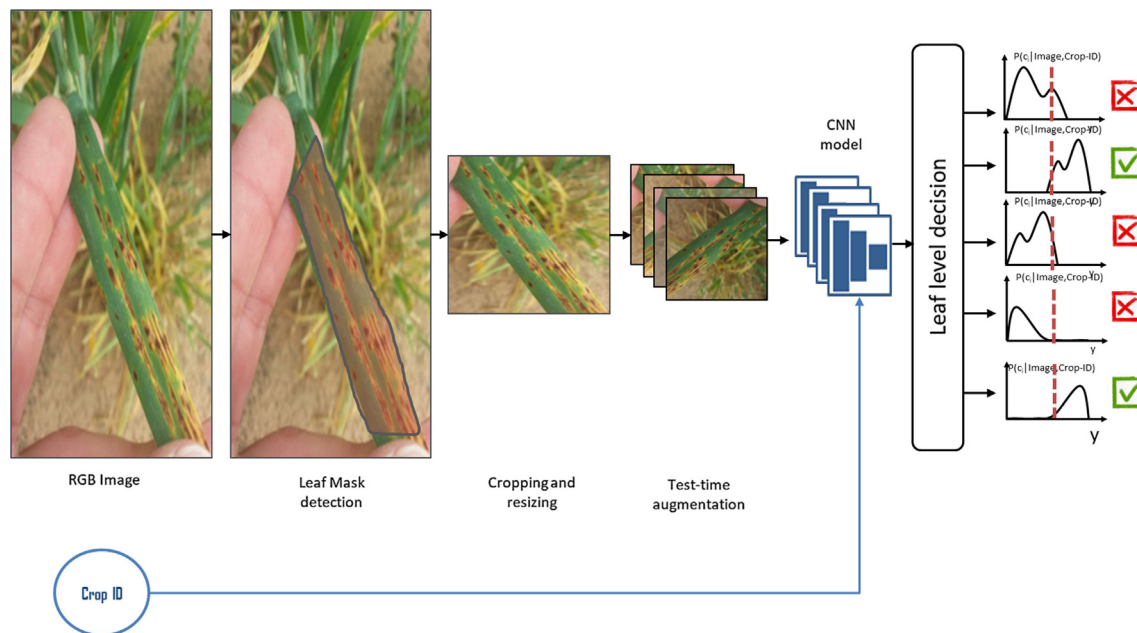 RGB Image
Leaf Mask
detection
Cropping and
resizing
Test-time
augmentation
CNN
model
Leaf level decision
P(cᵢ|Image,Crop-ID)
y
P(cᵢ|Image,Crop-ID)
y
P(cᵢ|Image,Crop-ID)
y
P(cᵢ|Image,Crop-ID)
y
P(cᵢ|Image,Crop-ID)
y
Crop ID